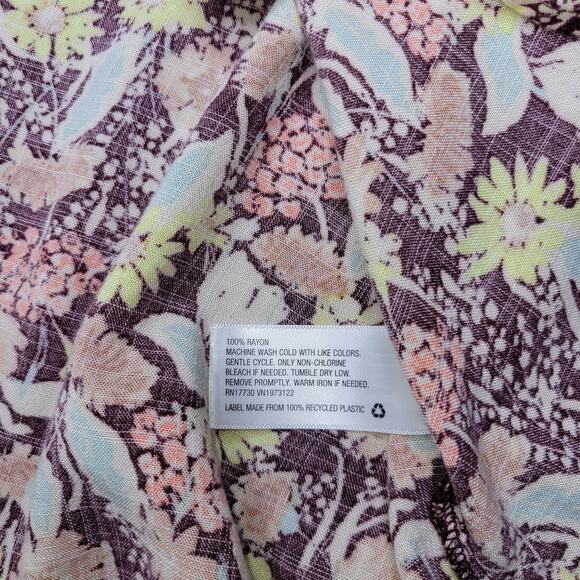 100% RAYON
MACHINE WASH COLD WITH LIKE COLORS.
GENTLE CYCLE. ONLY NON-CHLORINE
BLEACH IF NEEDED. TUMBLE DRY LOW.
REMOVE PROMPTLY. WARM IRON IF NEEDED.
RN17730 VN1973122
LABEL MADE FROM 100% RECYCLED PLASTIC